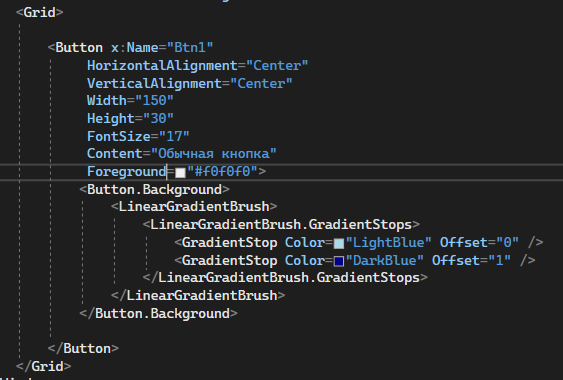 <Grid>
<Button x:Name="Btn1"
HorizontalAlignment="Center"
VerticalAlignment="Center"
Width="150"
Height="30"
FontSize="17"
Content="Обычная кнопка"
Foreground="#f0f0f0">
<Button.Background>
<LinearGradientBrush>
<LinearGradientBrush.GradientStops>
<GradientStop Color="LightBlue" Offset="0" />
<GradientStop Color="DarkBlue" Offset="1" />
</LinearGradientBrush.GradientStops>
</LinearGradientBrush>
</Button.Background>
</Button>
</Grid>